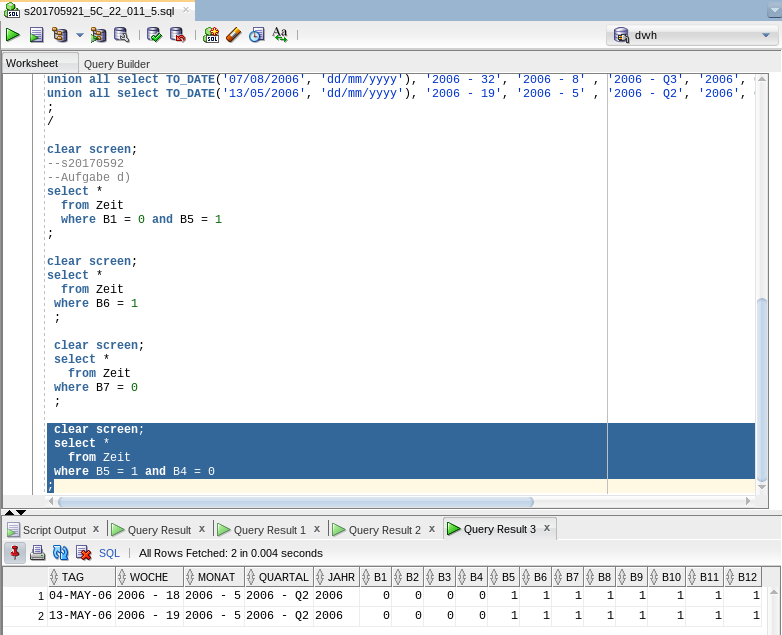 s201705921_5C_22_011_5.sql
dwh
Worksheet Query Builder
union all select TO_DATE('07/08/2006', 'dd/mm/yyyy'), '2006 - 32', '2006 - 8' , '2006 - Q3', '2006',
union all select TO_DATE('13/05/2006', 'dd/mm/yyyy'), '2006 - 19', '2006 - 5' , '2006 - Q2', '2006',
;
/
clear screen;
--s20170592
--Aufgabe d)
select *
from Zeit
where B1 = 0 and B5 = 1
;
clear screen;
select *
from Zeit
where B6 = 1
;
clear screen;
select *
from Zeit
where B7 = 0
;
clear screen;
select *
from Zeit
where B5 = 1 and B4 = 0
;
Script Output x Query Result x Query Result 1 x Query Result 2 x Query Result 3 x
SQL | All Rows Fetched: 2 in 0.004 seconds
TAG WOCHE MONAT QUARTAL JAHR B1 B2 B3 B4 B5 B6 B7 B8 B9 B10 B11 B12
1 04-MAY-06 2006 - 18 2006 - 5 2006 - Q2 2006 0 0 0 0 1 1 1 1 1 1 1 1
2 13-MAY-06 2006 - 19 2006 - 5 2006 - Q2 2006 0 0 0 0 1 1 1 1 1 1 1 1